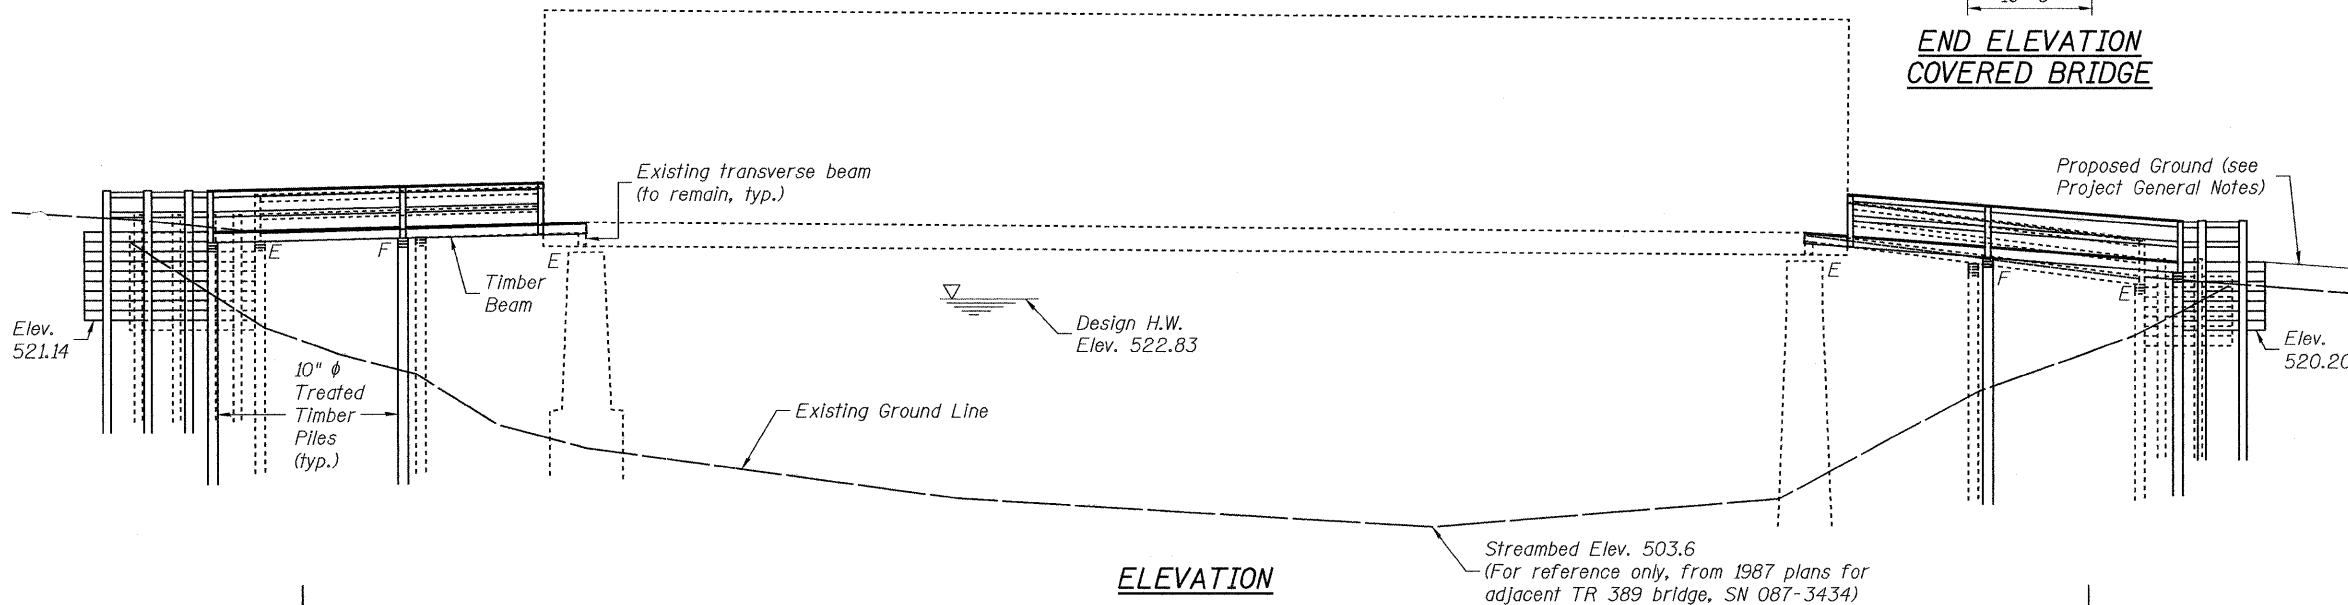 END ELEVATION
COVERED BRIDGE
Existing transverse beam
(to remain, typ.)
Proposed Ground (see
Project General Notes)
E
F
E
Timber
Beam
E
F
E
Design H.W.
Elev. 522.83
Elev.
521.14
Elev.
520.20
10" ϕ
Treated
Timber
Piles
(typ.)
Existing Ground Line
Streambed Elev. 503.6
(For reference only, from 1987 plans for
adjacent TR 389 bridge, SN 087-3434)
ELEVATION